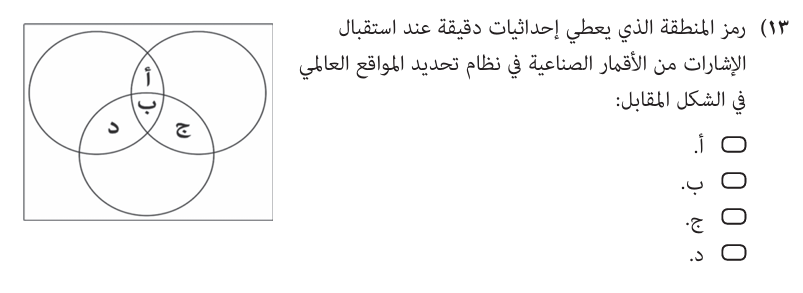 ١٣) رمز المنطقة الذي يعطي إحداثيات دقيقة عند استقبال
الإشارات من الأقمار الصناعية في نظام تحديد المواقع العالمي
في الشكل المقابل:
أ.
ب.
ج.
د.
أ
ب
د ج